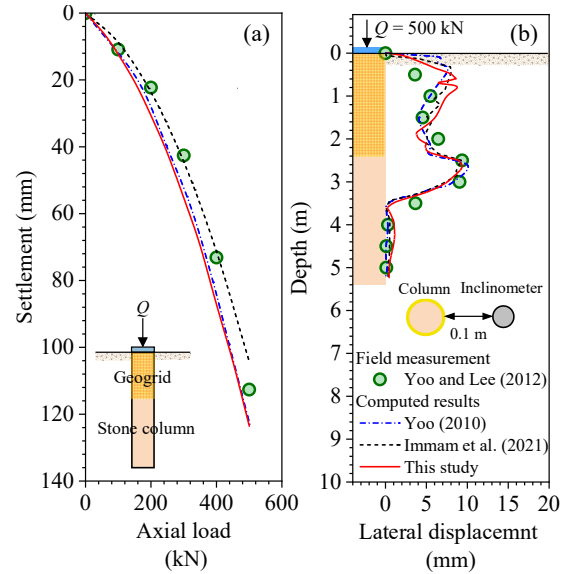 (a)
0
20
40
60
80
100
120
140
Settlement (mm)
Q
Geogrid
Stone column
0
200
400
600
Axial load
(kN)
Q = 500 kN
(b)
0
1
2
3
4
5
6
7
8
9
10
Depth (m)
Column
Inclinometer
0.1 m
Field measurement
Yoo and Lee (2012)
Computed results
Yoo (2010)
Immam et al. (2021)
This study
0
5
10
15
20
Lateral displacemnt
(mm)